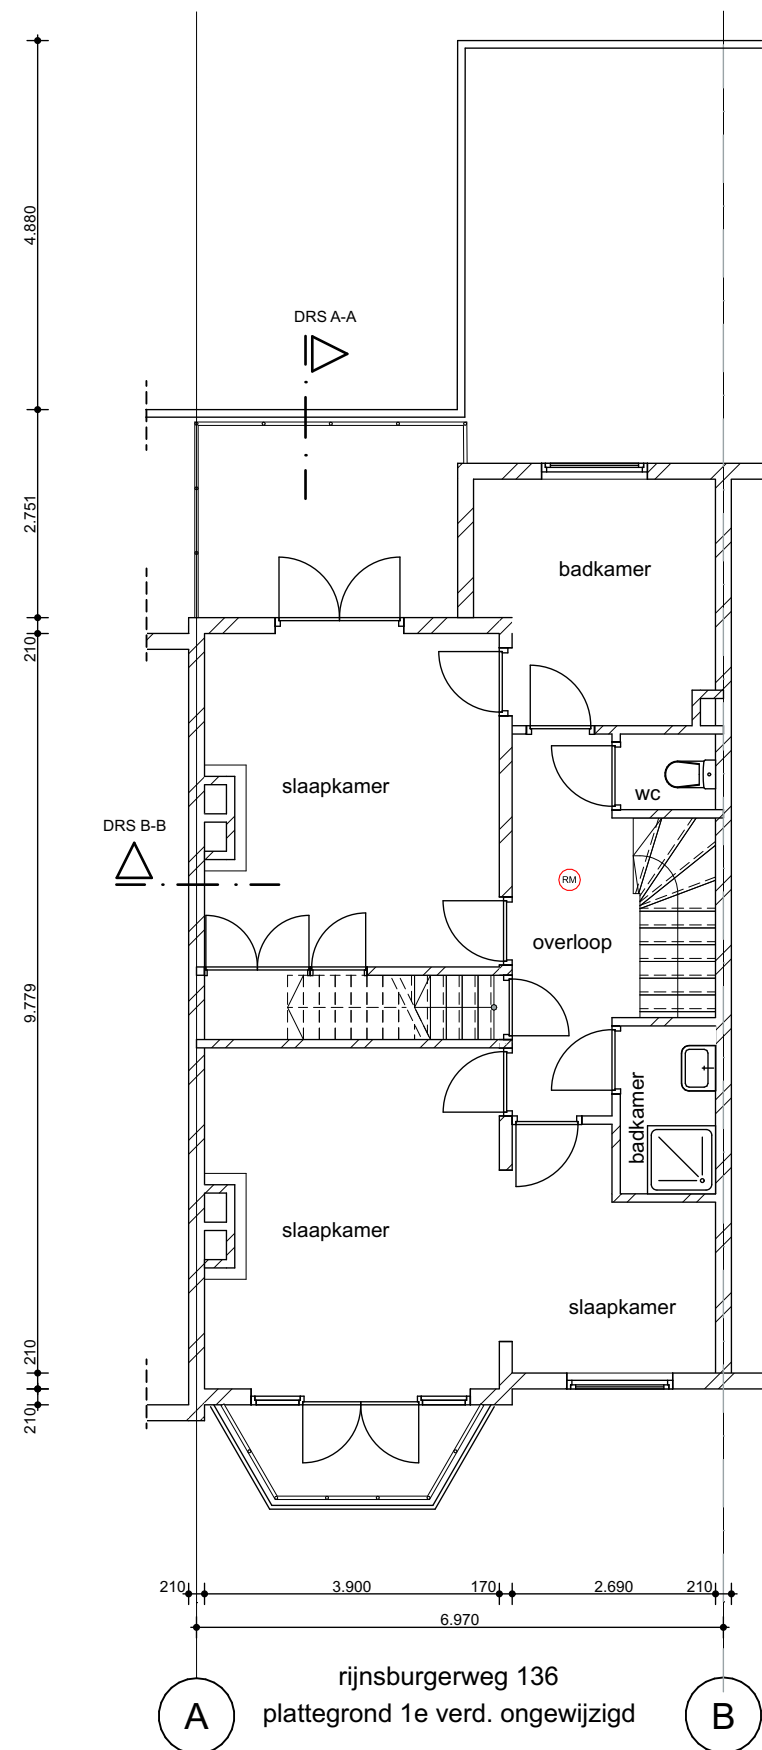 4.880
DRS A-A
2.751
badkamer
210
slaapkamer
wc
DRS B-B
RM
overloop
9.779
badkamer
slaapkamer
slaapkamer
210
210
210
3.900
170
2.690
210
6.970
rijnsburgerweg 136
A
plattegrond 1e verd. ongewijzigd
B